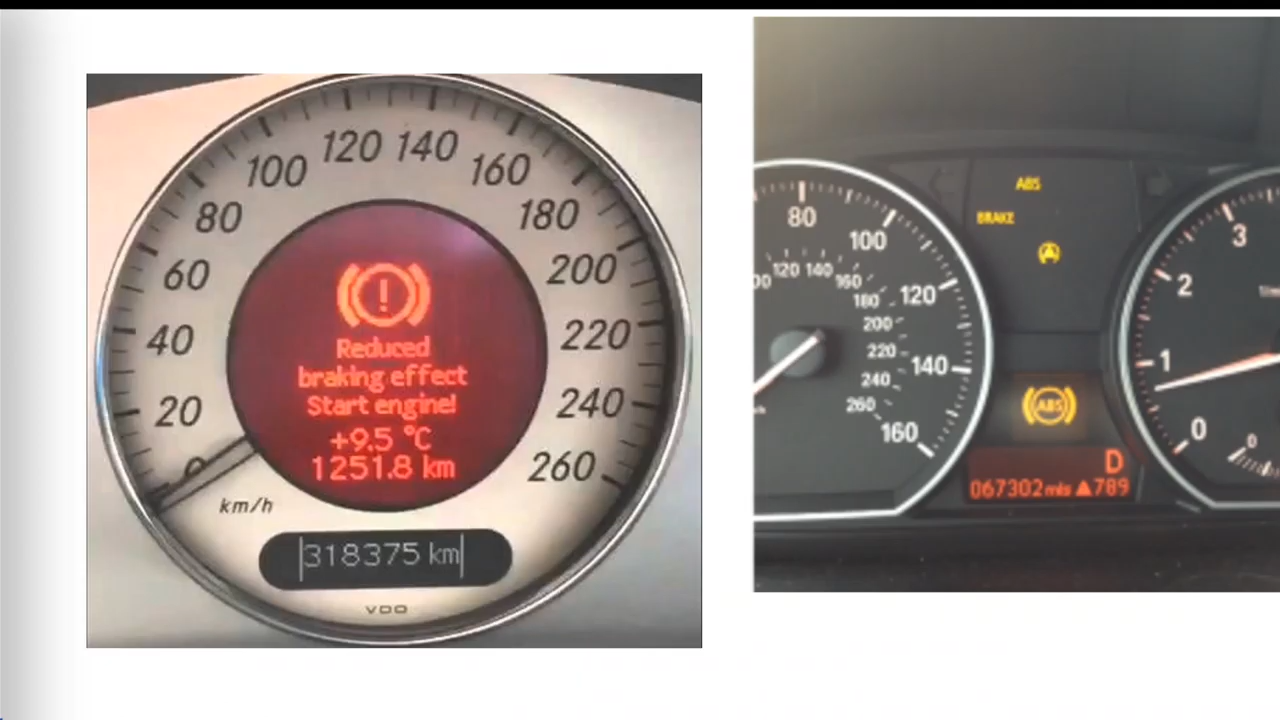 120 140
100 160
80 180
60 200
40 220
20 240
0 260
km/h
Reduced
braking effect
Start engine!
+9.5 °C
1251.8 km
318375 km
VDO
80
100
120
140
160
120 140 160
180
200
220
240
260
ABS
BRAKE
A
ABS
D
067302 mls ▲789
3
2
1
0
0